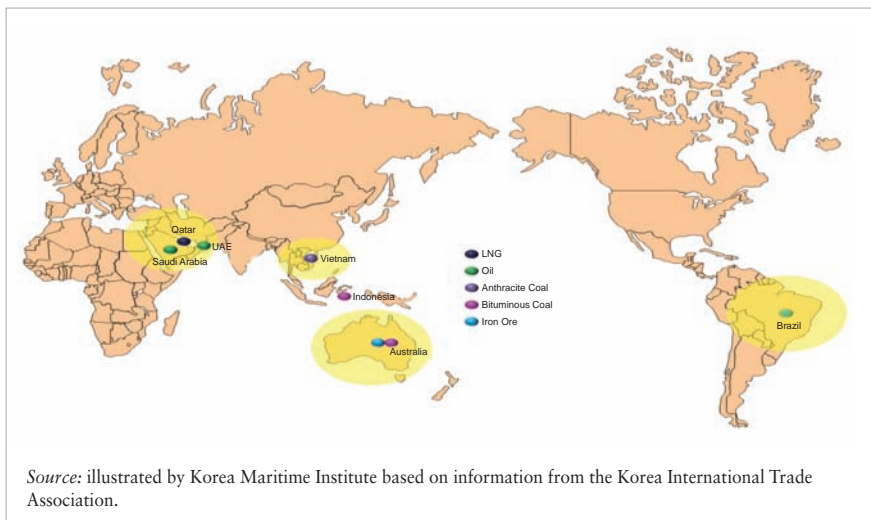 Qatar
UAE
Saudi Arabia
Vietnam
Indonesia
Australia
LNG
Oil
Anthracite Coal
Bituminous Coal
Iron Ore
Brazil
Source: illustrated by Korea Maritime Institute based on information from the Korea International Trade
Association.